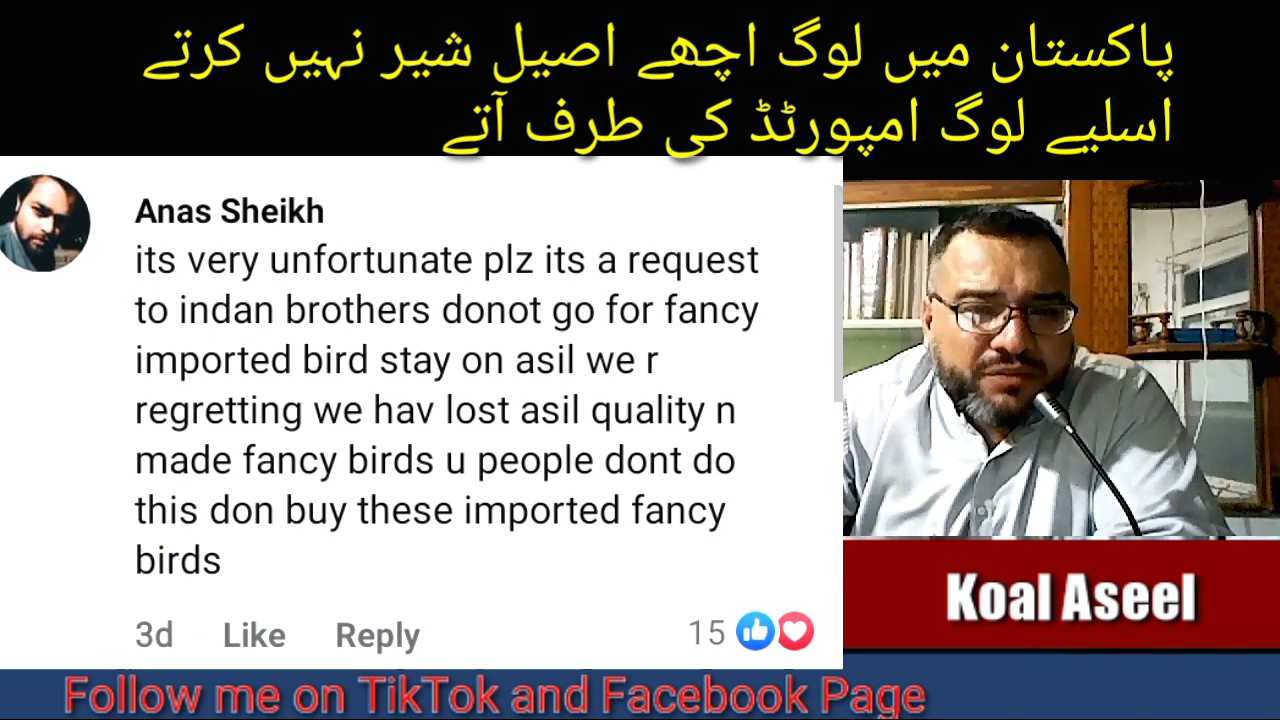 پاکستان میں لوگ اچھے اصیل شیر نہیں کرتے
اسلیے لوگ امپورٹڈ کی طرف آتے
Anas Sheikh
its very unfortunate plz its a request
to indan brothers donot go for fancy
imported bird stay on asil we r
regretting we hav lost asil quality n
made fancy birds u people dont do
this don buy these imported fancy
birds
3d Like Reply 15
Koal Aseel
Follow me on TikTok and Facebook Page